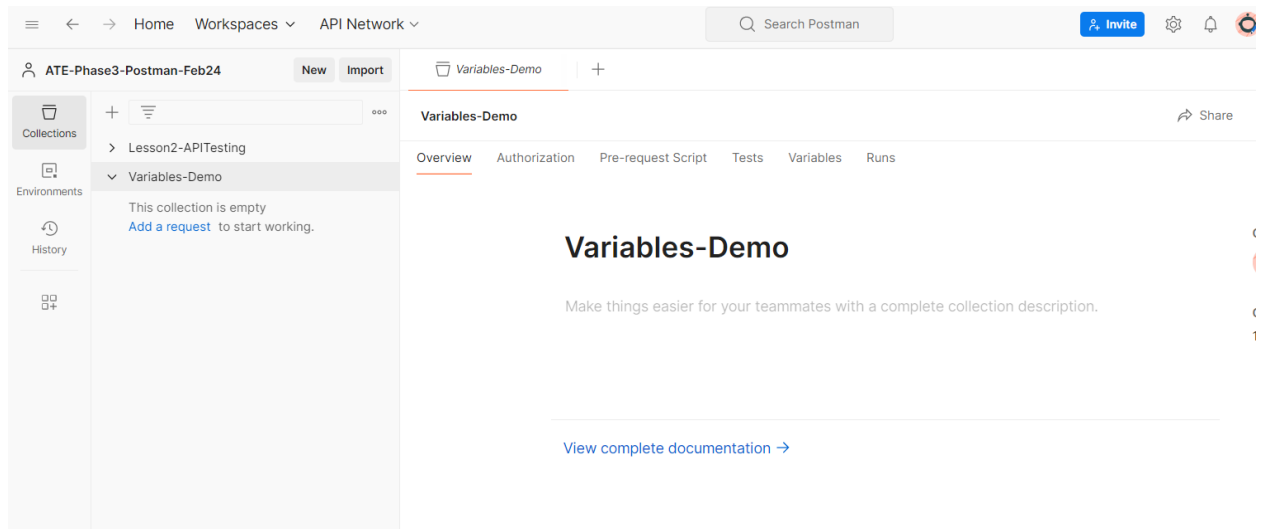 Home Workspaces API Network Search Postman Invite
ATE-Phase3-Postman-Feb24 New Import Variables-Demo
Collections
Environments
History
Lesson2-APITesting
Variables-Demo
This collection is empty
Add a request to start working.
Variables-Demo Share
Overview Authorization Pre-request Script Tests Variables Runs
Variables-Demo
Make things easier for your teammates with a complete collection description.
View complete documentation →